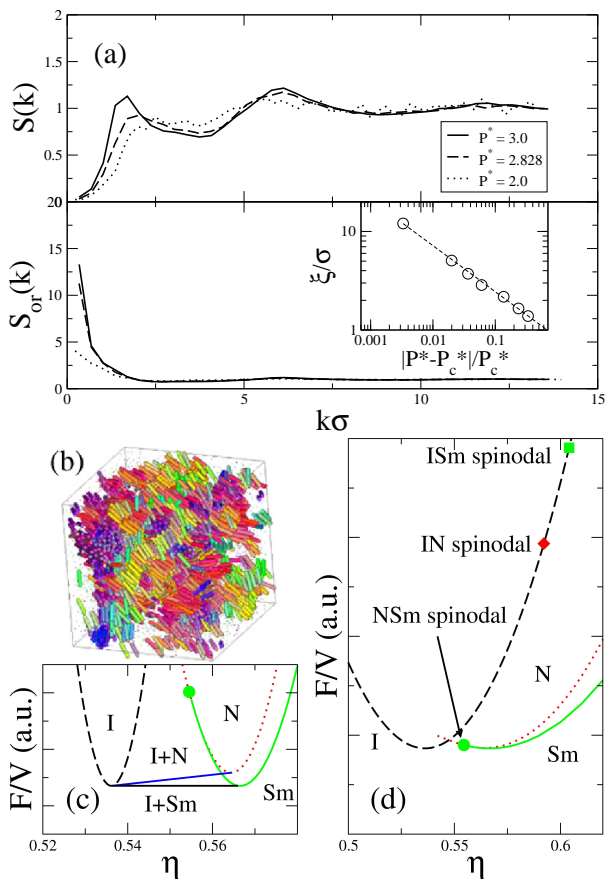 (a)
S(k)
2
1.5
1
0.5
0
P* = 3.0
P* = 2.828
P* = 2.0
S_or(k)
20
15
10
5
0
ξ/σ
10
1
0.001
0.01
0.1
|P*-P_c*|/P_c*
0
5
10
15
kσ
(b)
F/V (a.u.)
I
N
I+N
I+Sm
Sm
(c)
0.52
0.54
0.56
η
ISm spinodal
IN spinodal
NSm spinodal
F/V (a.u.)
N
I
Sm
(d)
0.5
0.55
0.6
η